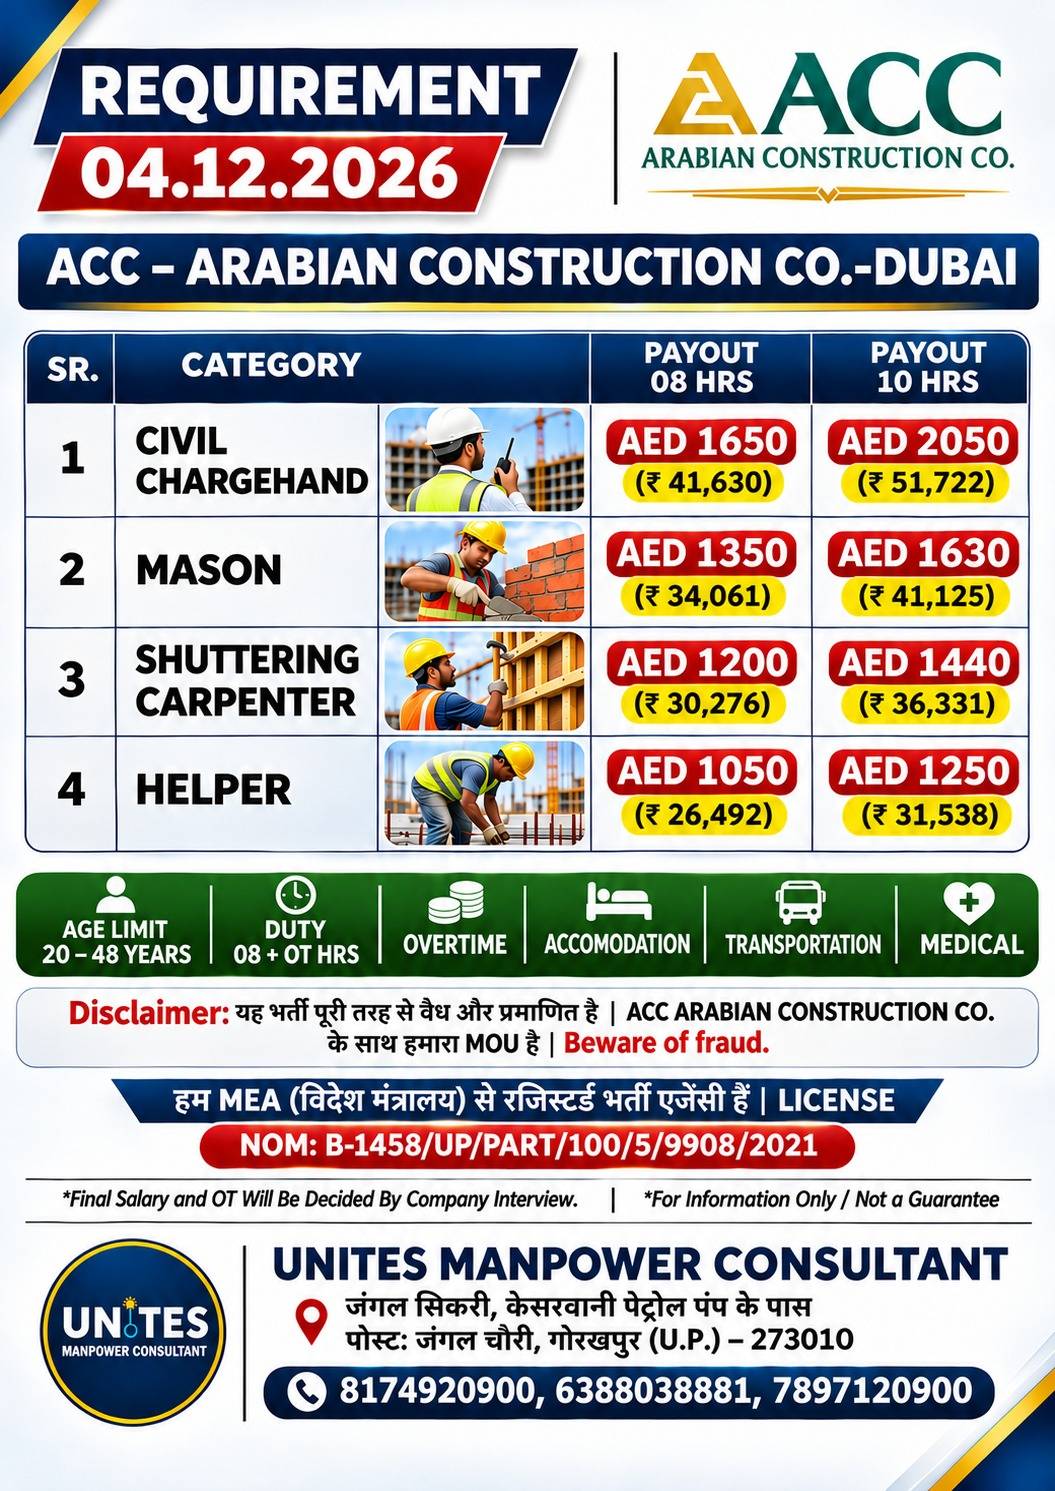 REQUIREMENT
04.12.2026
ACC
ARABIAN CONSTRUCTION CO.
ACC – ARABIAN CONSTRUCTION CO.-DUBAI
SR. CATEGORY PAYOUT 08 HRS PAYOUT 10 HRS
1 CIVIL CHARGEHAND AED 1650 (₹ 41,630) AED 2050 (₹ 51,722)
2 MASON AED 1350 (₹ 34,061) AED 1630 (₹ 41,125)
3 SHUTTERING CARPENTER AED 1200 (₹ 30,276) AED 1440 (₹ 36,331)
4 HELPER AED 1050 (₹ 26,492) AED 1250 (₹ 31,538)
AGE LIMIT
20 – 48 YEARS
DUTY
08 + OT HRS
OVERTIME
ACCOMODATION
TRANSPORTATION
MEDICAL
Disclaimer: यह भर्ती पूरी तरह से वैध और प्रमाणित है | ACC ARABIAN CONSTRUCTION CO.
के साथ हमारा MOU है | Beware of fraud.
हम MEA (विदेश मंत्रालय) से रजिस्टर्ड भर्ती एजेंसी हैं | LICENSE
NOM: B-1458/UP/PART/100/5/9908/2021
*Final Salary and OT Will Be Decided By Company Interview. | *For Information Only / Not a Guarantee
UNITES
MANPOWER CONSULTANT
UNITES MANPOWER CONSULTANT
जंगल सिकरी, केसरवानी पेट्रोल पंप के पास
पोस्ट: जंगल चौरी, गोरखपुर (U.P.) – 273010
8174920900, 6388038881, 7897120900